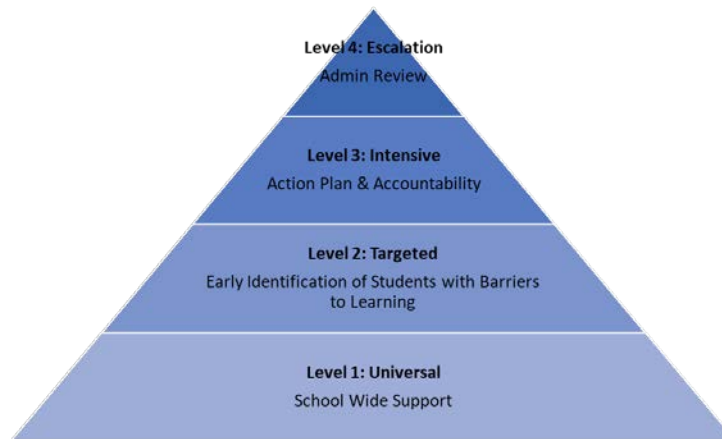 Level 4: Escalation
Admin Review
Level 3: Intensive
Action Plan & Accountability
Level 2: Targeted
Early Identification of Students with Barriers
to Learning
Level 1: Universal
School Wide Support